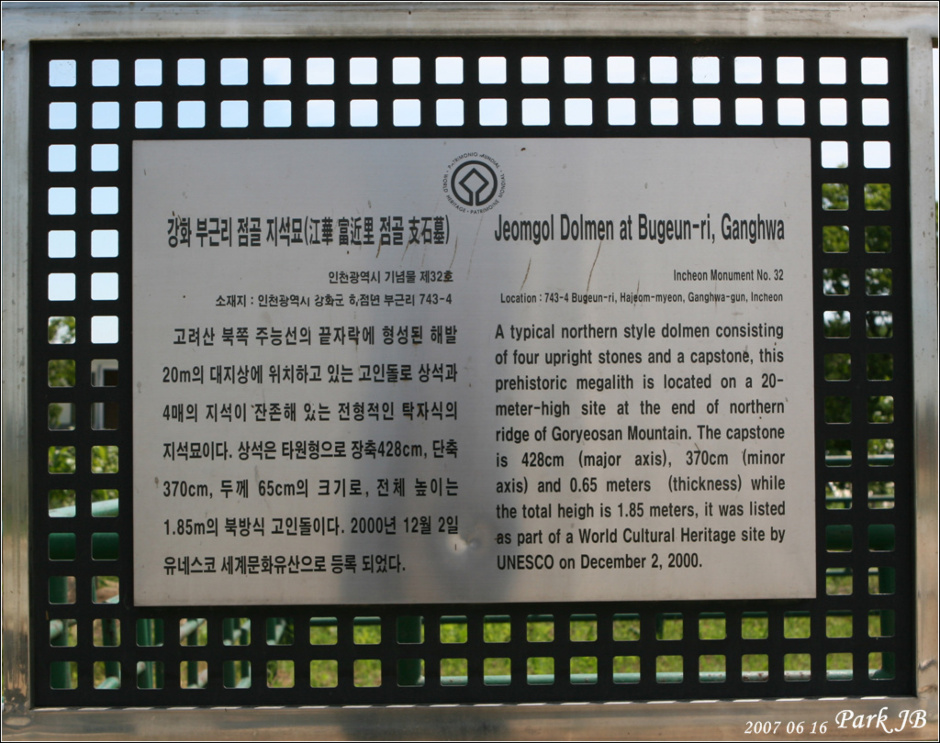 WORLD HERITAGE • PATRIMOINE MONDIAL • PATRIMONIO MUNDIAL
강화 부근리 점골 지석묘(江華 富近里 점골 支石墓)
인천광역시 기념물 제32호
소재지 : 인천광역시 강화군 하점면 부근리 743-4
고려산 북쪽 주능선의 끝자락에 형성된 해발
20m의 대지상에 위치하고 있는 고인돌로 상석과
4매의 지석이 잔존해 있는 전형적인 탁자식의
지석묘이다. 상석은 타원형으로 장축428cm, 단축
370cm, 두께 65cm의 크기로, 전체 높이는
1.85m의 북방식 고인돌이다. 2000년 12월 2일
유네스코 세계문화유산으로 등록 되었다.
Jeomgol Dolmen at Bugeun-ri, Ganghwa
Incheon Monument No. 32
Location : 743-4 Bugeun-ri, Hajeom-myeon, Ganghwa-gun, Incheon
A typical northern style dolmen consisting
of four upright stones and a capstone, this
prehistoric megalith is located on a 20-
meter-high site at the end of northern
ridge of Goryeosan Mountain. The capstone
is 428cm (major axis), 370cm (minor
axis) and 0.65 meters (thickness) while
the total heigh is 1.85 meters, it was listed
as part of a World Cultural Heritage site by
UNESCO on December 2, 2000.
2007 06 16 Park JB